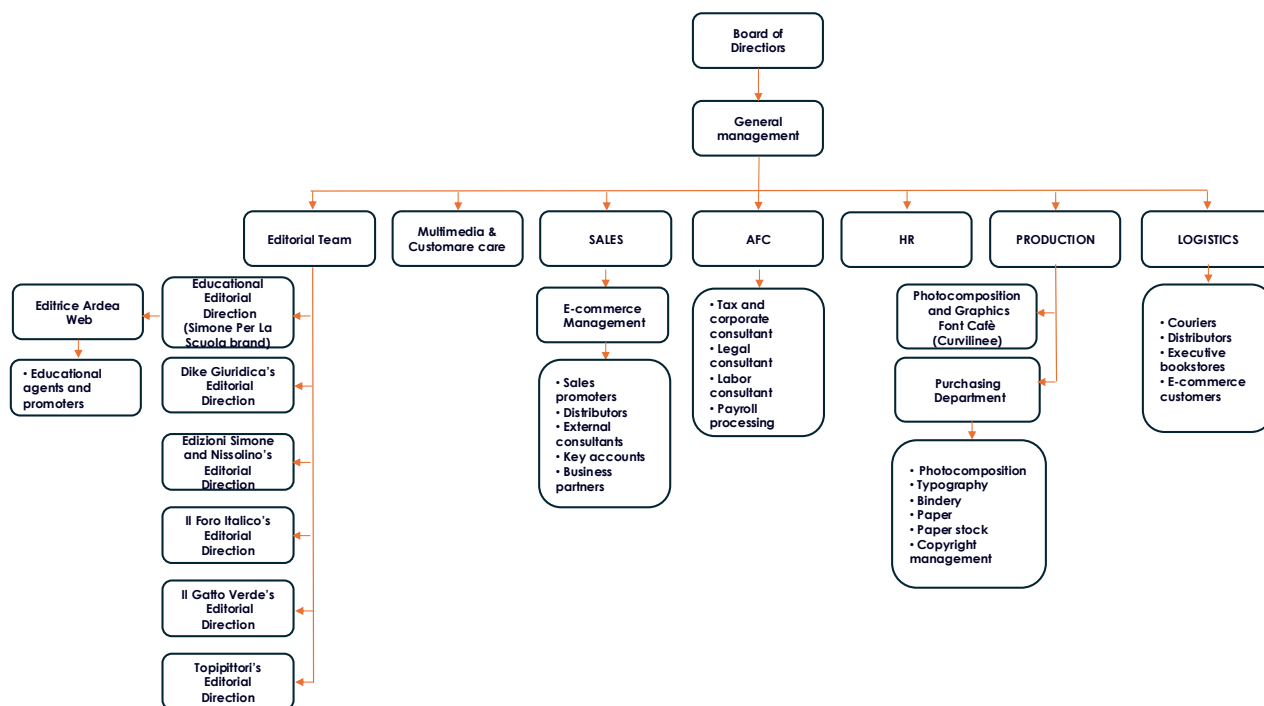 Board of
Directiors
General
management
Editorial Team
Multimedia &
Customare care
SALES
AFC
HR
PRODUCTION
LOGISTICS
Educational
Editorial
Direction
(Simone Per La
Scuola brand)
Editrice Ardea
Web
• Educational
agents and
promoters
Dike Giuridica’s
Editorial
Direction
Edizioni Simone
and Nissolino’s
Editorial
Direction
Il Foro Italico’s
Editorial
Direction
Il Gatto Verde’s
Editorial
Direction
Topipittori’s
Editorial
Direction
E-commerce
Management
• Sales
promoters
• Distributors
• External
consultants
• Key accounts
• Business
partners
• Tax and
corporate
consultant
• Legal
consultant
• Labor
consultant
• Payroll
processing
Photocomposition
and Graphics
Font Cafè
(Curvilinee)
Purchasing
Department
• Photocomposition
• Typography
• Bindery
• Paper
• Paper stock
• Copyright
management
• Couriers
• Distributors
• Executive
bookstores
• E-commerce
customers